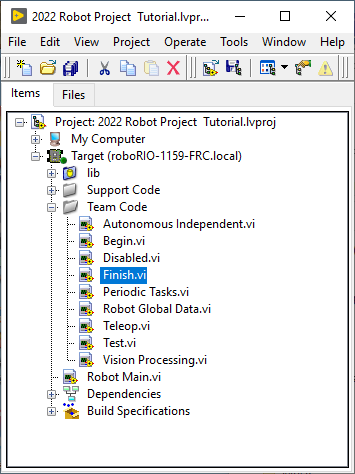 2022 Robot Project  Tutorial.lvpr...
File Edit View Project Operate Tools Window Help
Items Files
Project: 2022 Robot Project  Tutorial.lvproj
My Computer
Target (roboRIO-1159-FRC.local)
lib
Support Code
Team Code
Autonomous Independent.vi
Begin.vi
Disabled.vi
Finish.vi
Periodic Tasks.vi
Robot Global Data.vi
Teleop.vi
Test.vi
Vision Processing.vi
Robot Main.vi
Dependencies
Build Specifications